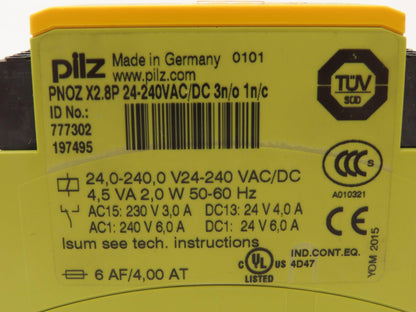 pilz Made in Germany 0101
www.pilz.com
PNOZ X2.8P 24-240VAC/DC 3n/o 1n/c
ID No.:
777302
197495
TÜV
SÜD
24,0-240,0 V24-240 VAC/DC
4,5 VA 2,0 W 50-60 Hz
AC15: 230 V 3,0 A DC13: 24 V 4,0 A
AC1: 240 V 6,0 A DC1: 24 V 6,0 A
Isum see tech. instructions
6 AF/4,00 AT
CCC S
A010321
CE
YOM 2015
C UL US
LISTED
IND.CONT.EQ.
4D47